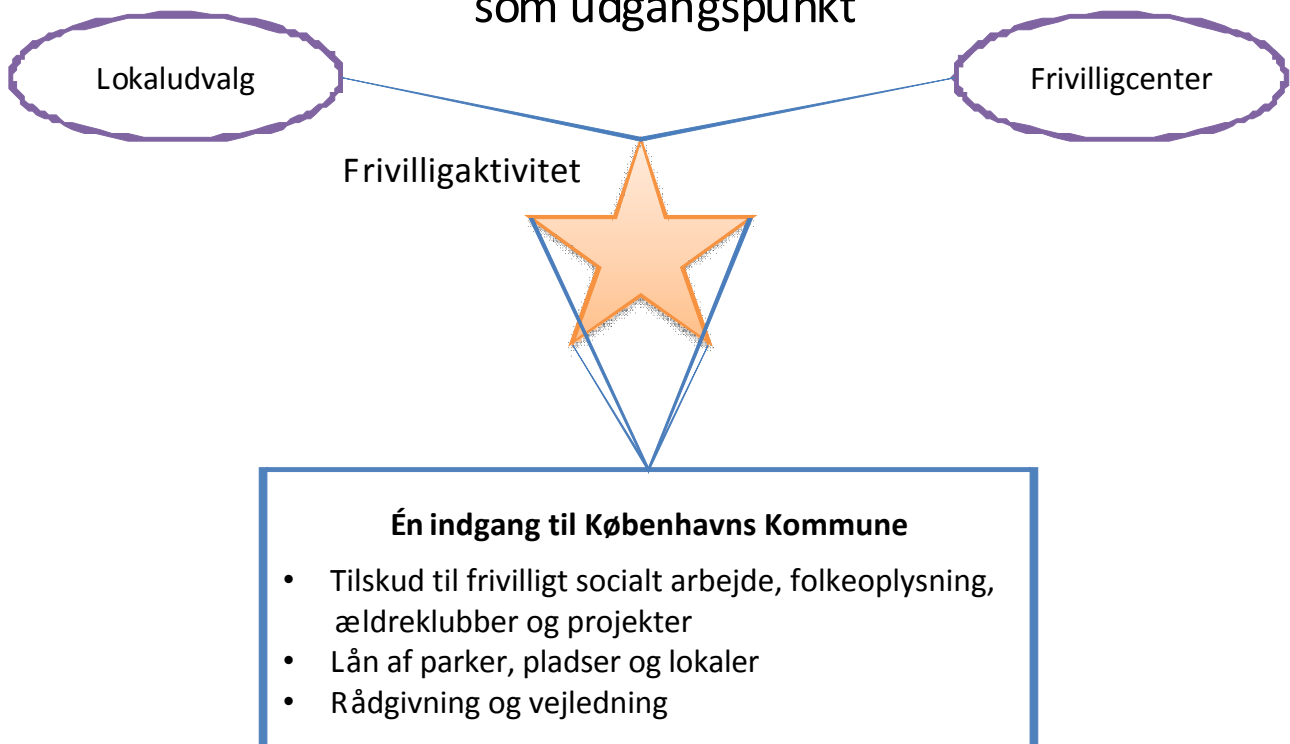 som udgangspunkt
Lokaludvalg
Frivilligcenter
Frivilligaktivitet
Én indgang til Københavns Kommune
• Tilskud til frivilligt socialt arbejde, folkeoplysning,
ældreklubber og projekter
• Lån af parker, pladser og lokaler
• Rådgivning og vejledning